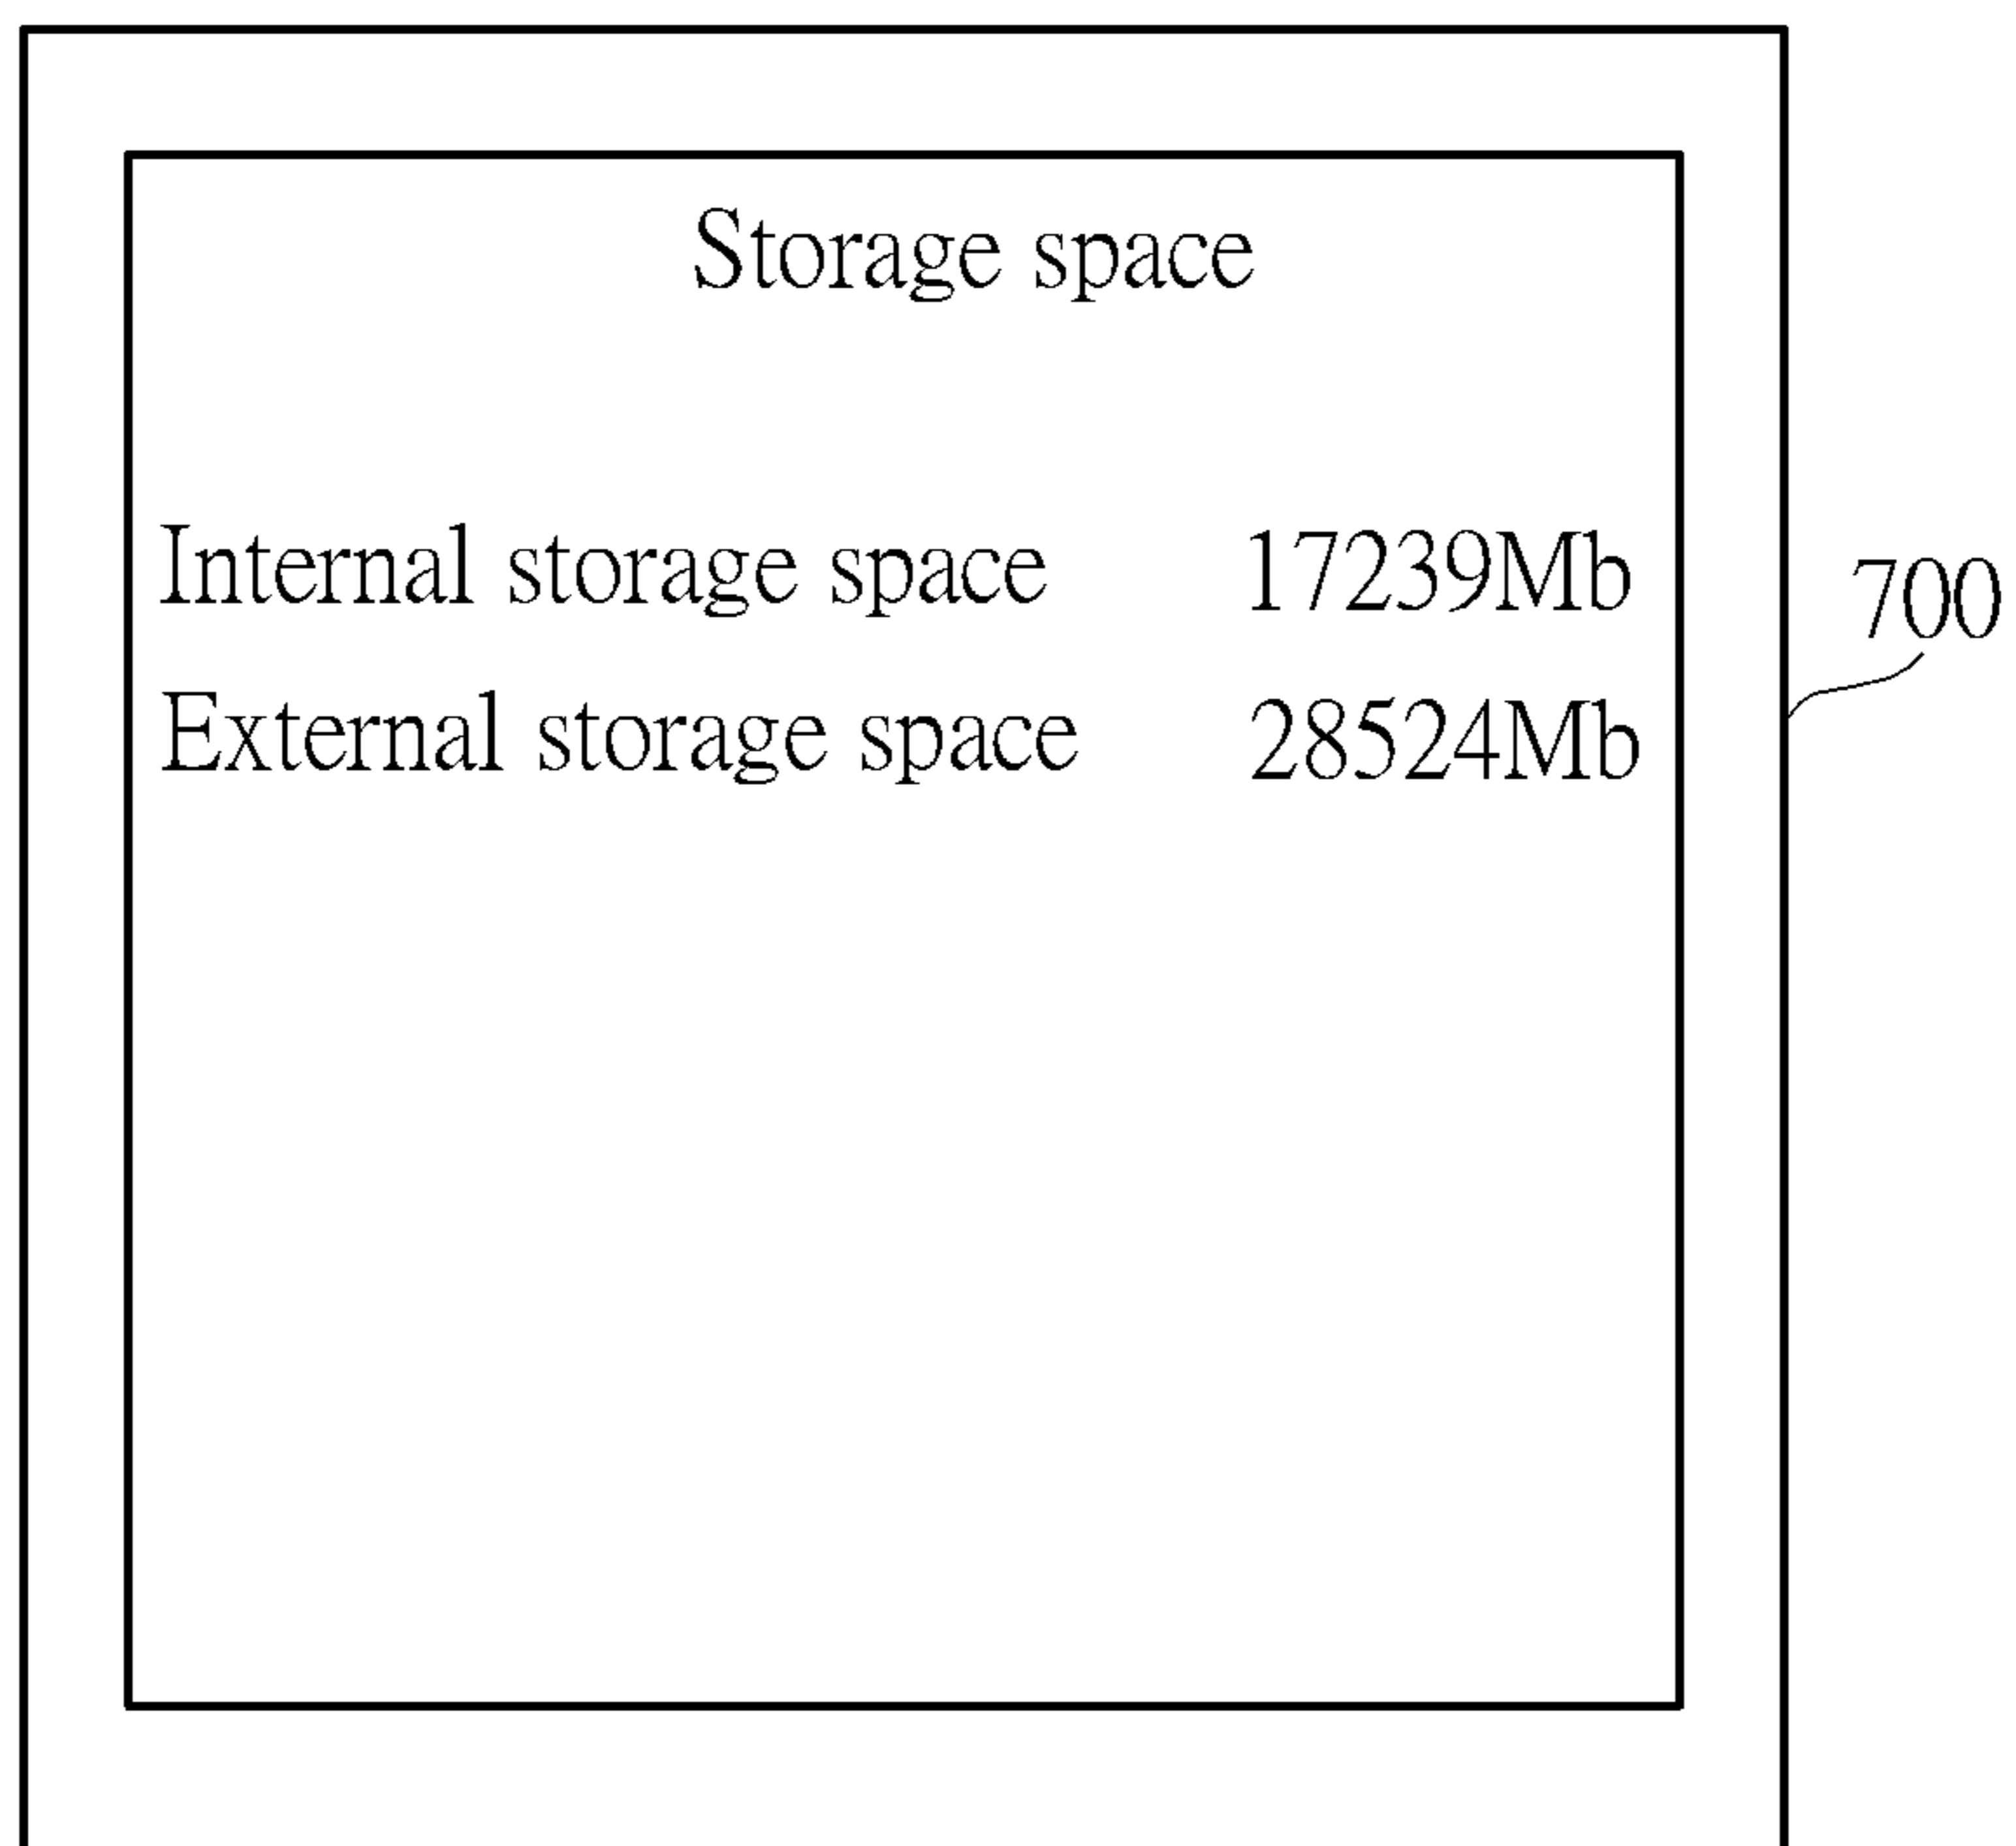 Storage space
Internal storage space 17239Mb
700
External storage space 28524Mb